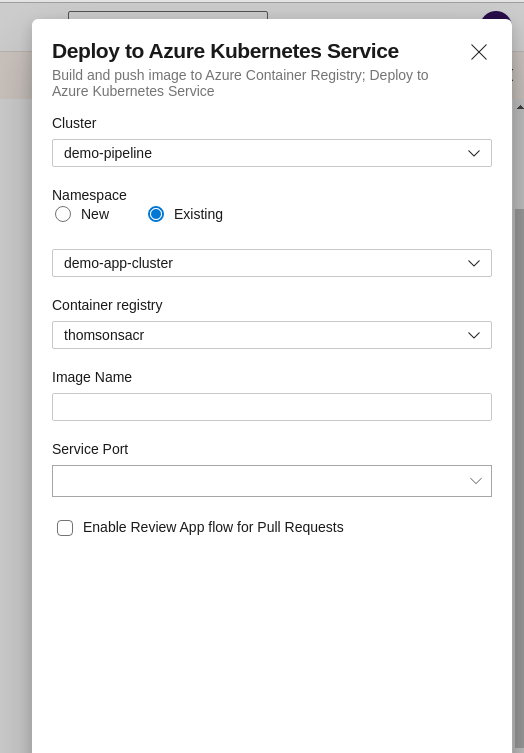 Deploy to Azure Kubernetes Service
Build and push image to Azure Container Registry; Deploy to
Azure Kubernetes Service
Cluster
demo-pipeline
Namespace
New
Existing
demo-app-cluster
Container registry
thomsonsacr
Image Name
Service Port
Enable Review App flow for Pull Requests